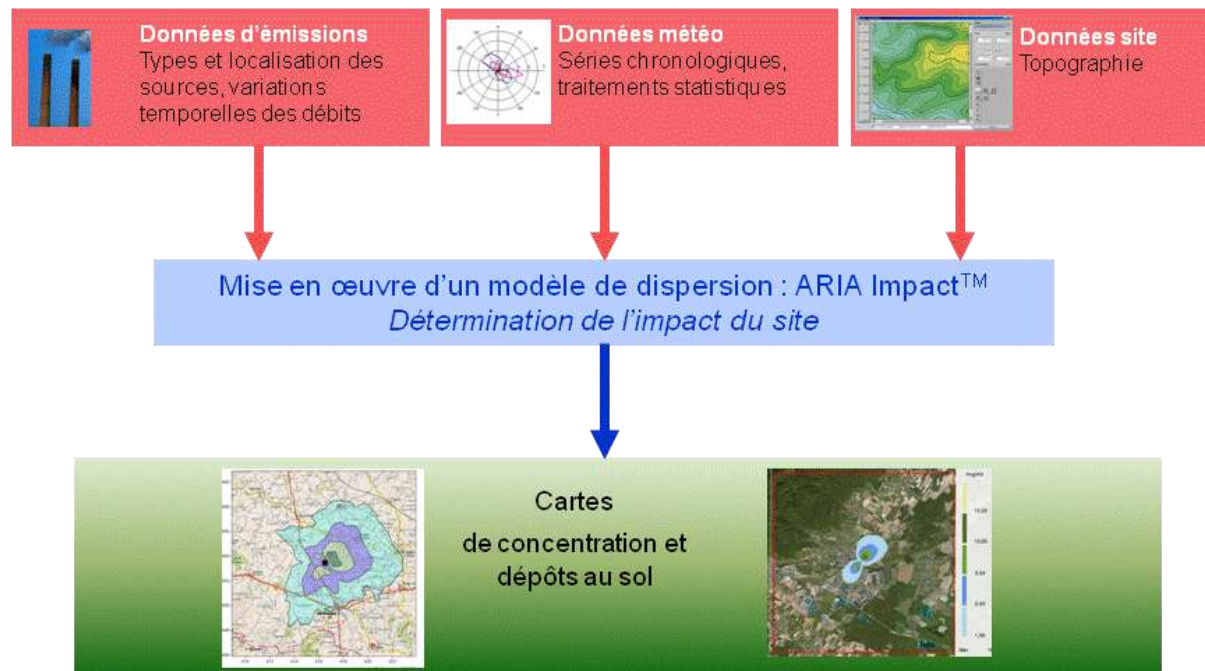 Données d'émissions
Types et localisation des
sources, variations
temporelles des débits
Données météo
Séries chronologiques,
traitements statistiques
Données site
Topographie
Mise en œuvre d'un modèle de dispersion : ARIA Impact™
Détermination de l'impact du site
Cartes
de concentration et
dépôts au sol